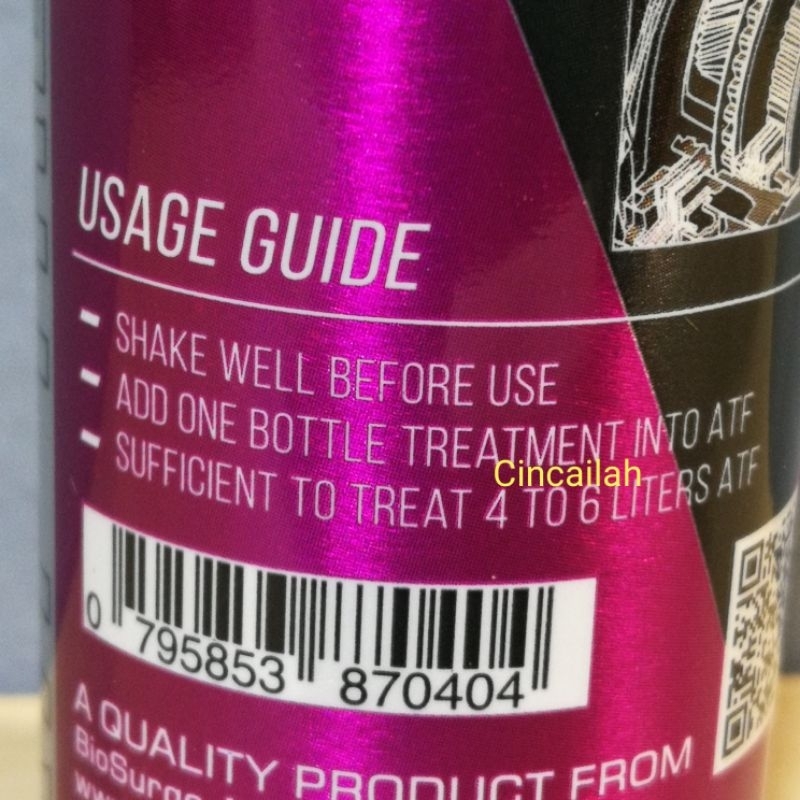 USAGE GUIDE
- SHAKE WELL BEFORE USE
- ADD ONE BOTTLE TREATMENT INTO ATF
- SUFFICIENT TO TREAT 4 TO 6 LITERS ATF
Cincailah
0 795853 870404
A QUALITY PRODUCT FROM
BioSurge